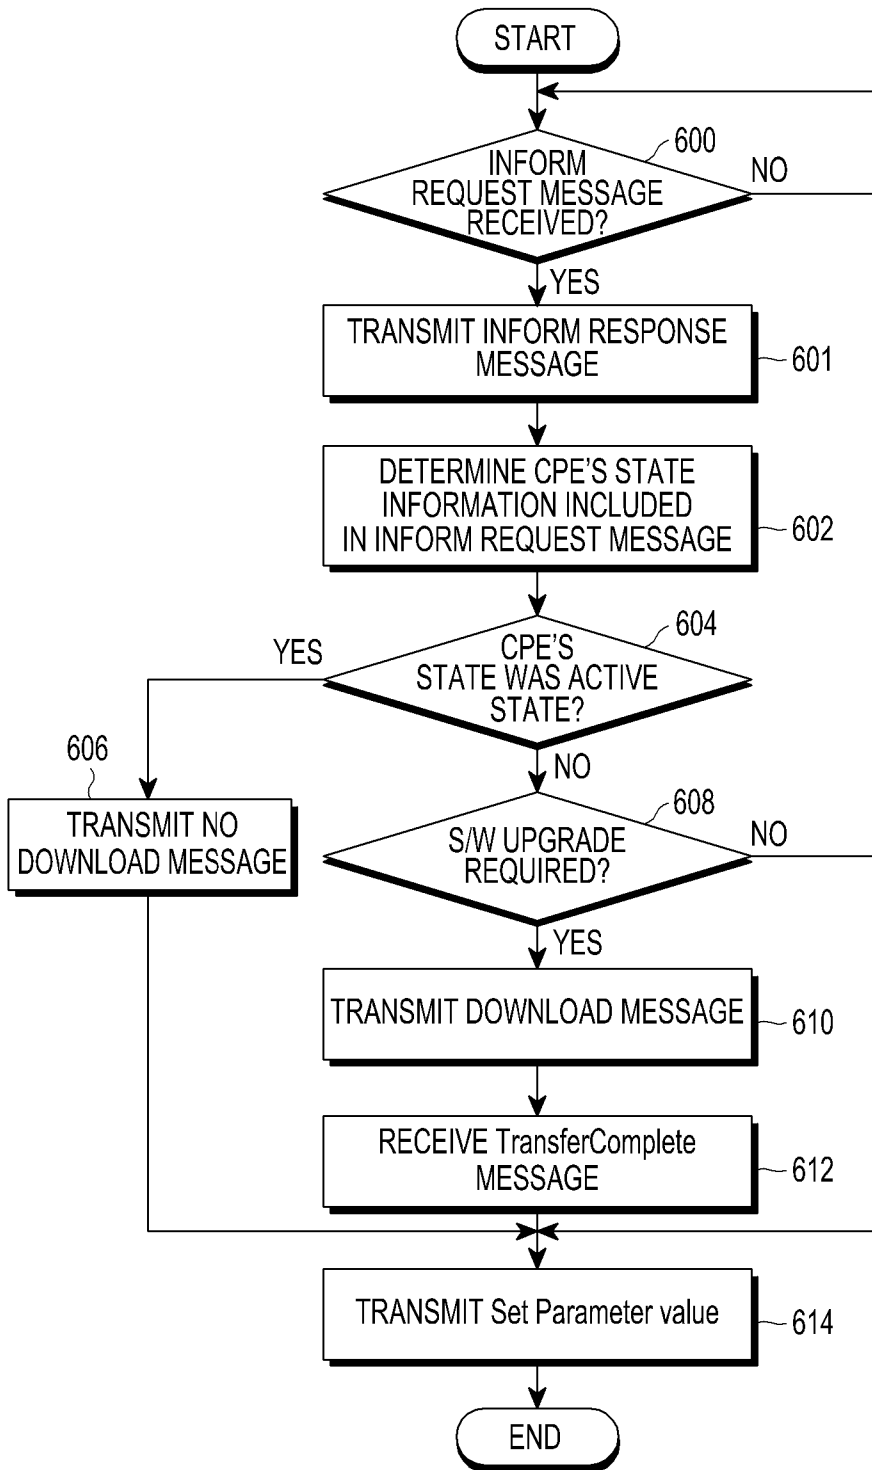 START
600
INFORM
REQUEST MESSAGE
RECEIVED?
NO
YES
TRANSMIT INFORM RESPONSE
MESSAGE
601
DETERMINE CPE'S STATE
INFORMATION INCLUDED
IN INFORM REQUEST MESSAGE
602
604
YES
CPE'S
STATE WAS ACTIVE
STATE?
606
NO
TRANSMIT NO
DOWNLOAD MESSAGE
608
S/W UPGRADE
REQUIRED?
NO
YES
TRANSMIT DOWNLOAD MESSAGE
610
RECEIVE TransferComplete
MESSAGE
612
TRANSMIT Set Parameter value
614
END